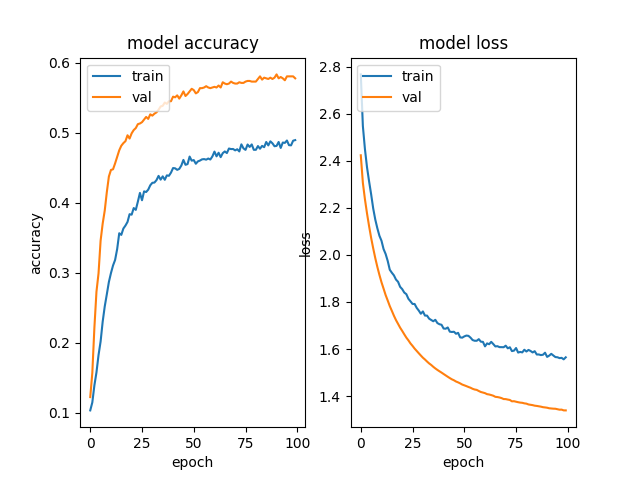 model accuracy
train
val
0.6
0.5
0.4
0.3
0.2
0.1
accuracy
0
25
50
75
100
epoch
model loss
train
val
2.8
2.6
2.4
2.2
2.0
1.8
1.6
1.4
loss
0
25
50
75
100
epoch